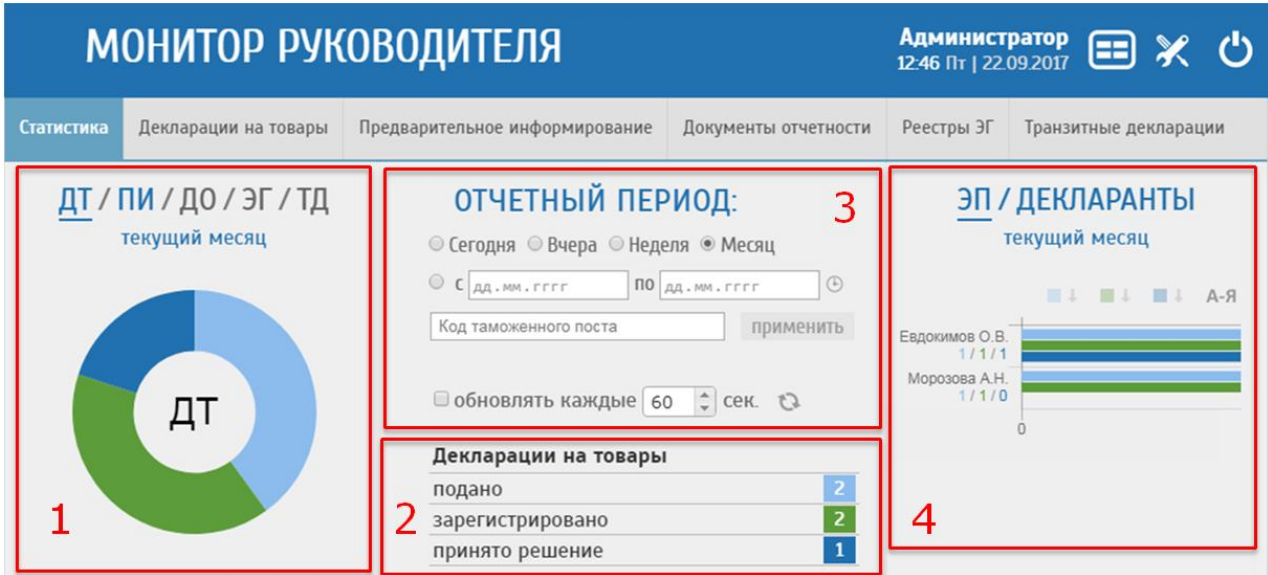 МОНИТОР РУКОВОДИТЕЛЯ
Администратор
12:46 Пт | 22.09.2017
Статистика
Декларации на товары
Предварительное информирование
Документы отчетности
Реестры ЭГ
Транзитные декларации
ДТ / ПИ / ДО / ЭГ / ТД
текущий месяц
ДТ
1
ОТЧЕТНЫЙ ПЕРИОД:
3
Сегодня Вчера Неделя Месяц
с дд.мм.гггг по дд.мм.гггг
Код таможенного поста применить
обновлять каждые 60 сек.
Декларации на товары
подано 2
зарегистрировано 2
принято решение 1
2
ЭП / ДЕКЛАРАНТЫ
текущий месяц
А-Я
Евдокимов О.В.
1 / 1 / 1
Морозова А.Н.
1 / 1 / 0
0
4